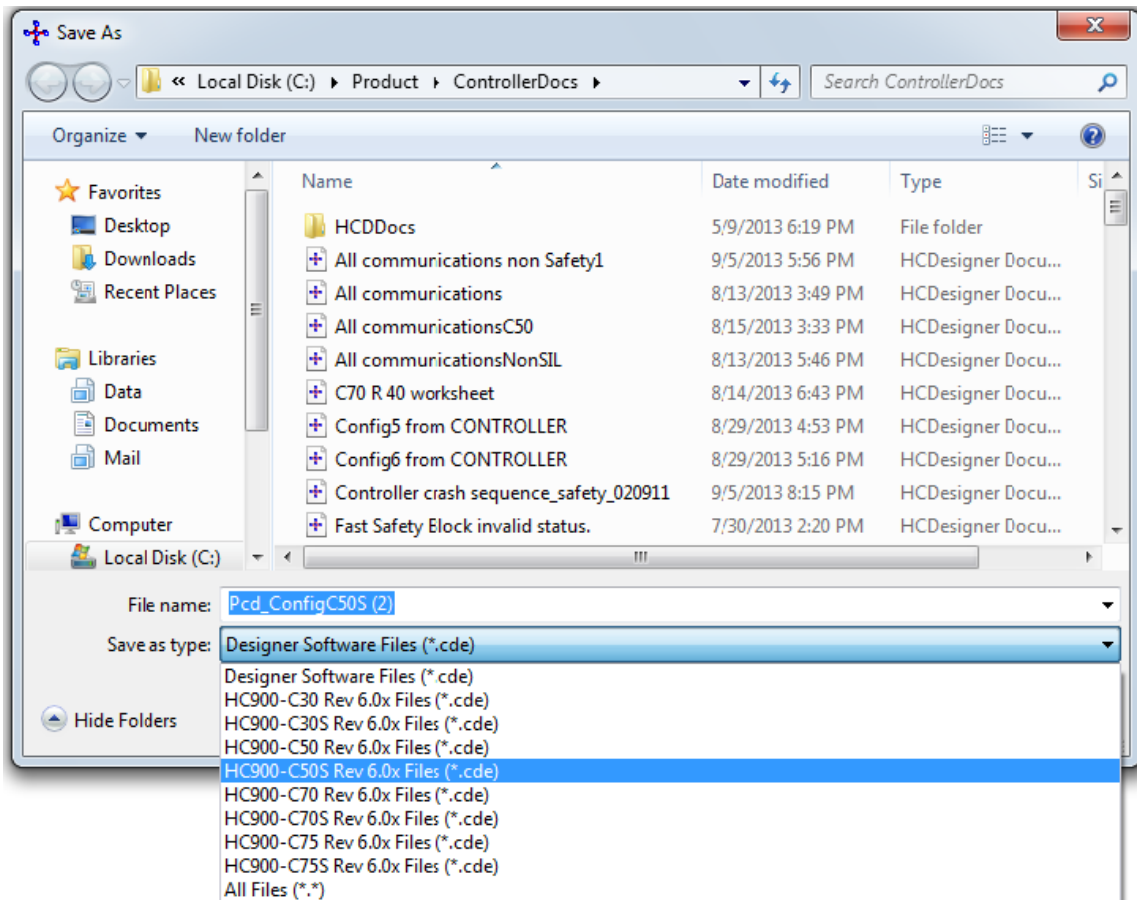 Save As
« Local Disk (C:) ▸ Product ▸ ControllerDocs ▸ Search ControllerDocs
Organize New folder
Favorites
Desktop
Downloads
Recent Places
Libraries
Data
Documents
Mail
Computer
Local Disk (C:)
Name Date modified Type Si
HCDDocs 5/9/2013 6:19 PM File folder
All communications non Safety1 9/5/2013 5:56 PM HCDesigner Docu...
All communications 8/13/2013 3:49 PM HCDesigner Docu...
All communicationsC50 8/15/2013 3:33 PM HCDesigner Docu...
All communicationsNonSIL 8/13/2013 5:46 PM HCDesigner Docu...
C70 R 40 worksheet 8/14/2013 6:43 PM HCDesigner Docu...
Config5 from CONTROLLER 8/29/2013 4:53 PM HCDesigner Docu...
Config6 from CONTROLLER 8/29/2013 5:16 PM HCDesigner Docu...
Controller crash sequence_safety_020911 9/5/2013 8:15 PM HCDesigner Docu...
Fast Safety Block invalid status. 7/30/2013 2:20 PM HCDesigner Docu...
File name: Pcd_ConfigC50S (2)
Save as type: Designer Software Files (*.cde)
Designer Software Files (*.cde)
HC900-C30 Rev 6.0x Files (*.cde)
HC900-C30S Rev 6.0x Files (*.cde)
HC900-C50 Rev 6.0x Files (*.cde)
HC900-C50S Rev 6.0x Files (*.cde)
HC900-C70 Rev 6.0x Files (*.cde)
HC900-C70S Rev 6.0x Files (*.cde)
HC900-C75 Rev 6.0x Files (*.cde)
HC900-C75S Rev 6.0x Files (*.cde)
All Files (*.*)
Hide Folders